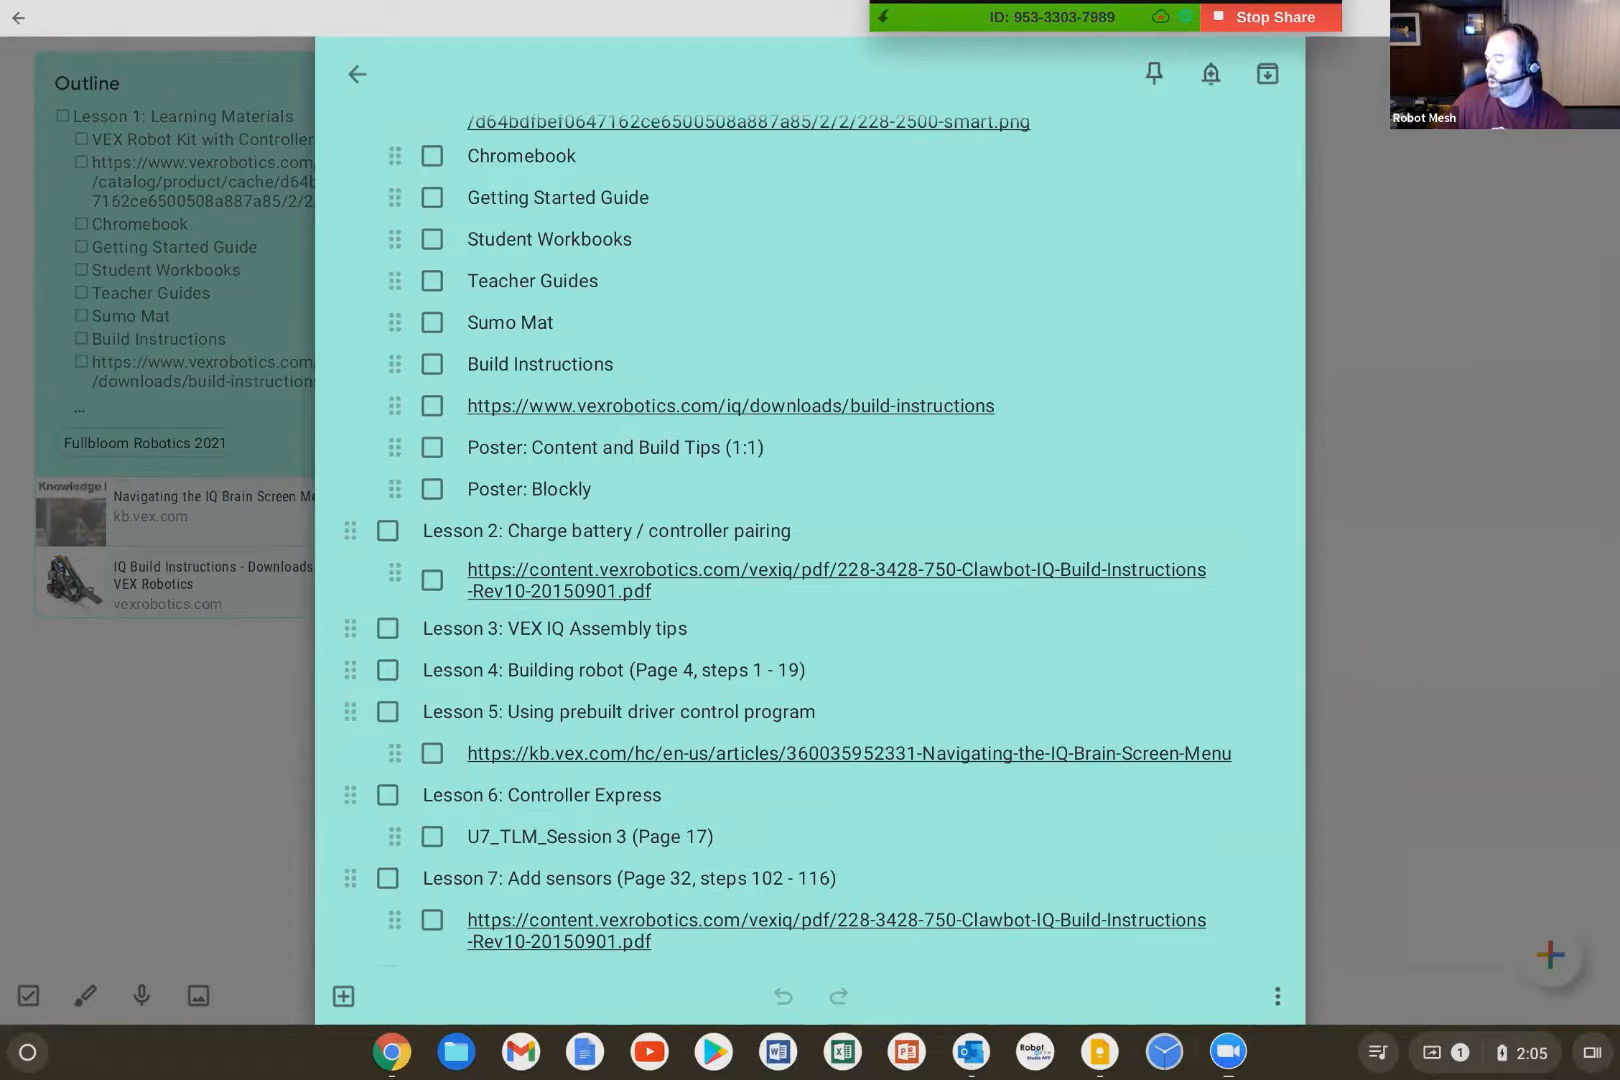 ID: 953-3303-7989
Stop Share
Robot Mesh
Outline
Lesson 1: Learning Materials
VEX Robot Kit with Controller
https://www.vexrobotics.com/
/catalog/product/cache/d64b
7162ce6500508a887a85/2/2
Chromebook
Getting Started Guide
Student Workbooks
Teacher Guides
Sumo Mat
Build Instructions
https://www.vexrobotics.com
/downloads/build-instruction
...
Fullbloom Robotics 2021
Knowledge
Navigating the IQ Brain Screen Me
kb.vex.com
IQ Build Instructions - Downloads
VEX Robotics
vexrobotics.com
/d64bdfbef0647162ce6500508a887a85/2/2/228-2500-smart.png
Chromebook
Getting Started Guide
Student Workbooks
Teacher Guides
Sumo Mat
Build Instructions
https://www.vexrobotics.com/iq/downloads/build-instructions
Poster: Content and Build Tips (1:1)
Poster: Blockly
Lesson 2: Charge battery / controller pairing
https://content.vexrobotics.com/vexiq/pdf/228-3428-750-Clawbot-IQ-Build-Instructions
-Rev10-20150901.pdf
Lesson 3: VEX IQ Assembly tips
Lesson 4: Building robot (Page 4, steps 1 - 19)
Lesson 5: Using prebuilt driver control program
https://kb.vex.com/hc/en-us/articles/360035952331-Navigating-the-IQ-Brain-Screen-Menu
Lesson 6: Controller Express
U7_TLM_Session 3 (Page 17)
Lesson 7: Add sensors (Page 32, steps 102 - 116)
https://content.vexrobotics.com/vexiq/pdf/228-3428-750-Clawbot-IQ-Build-Instructions
-Rev10-20150901.pdf
Robot
1
2:05